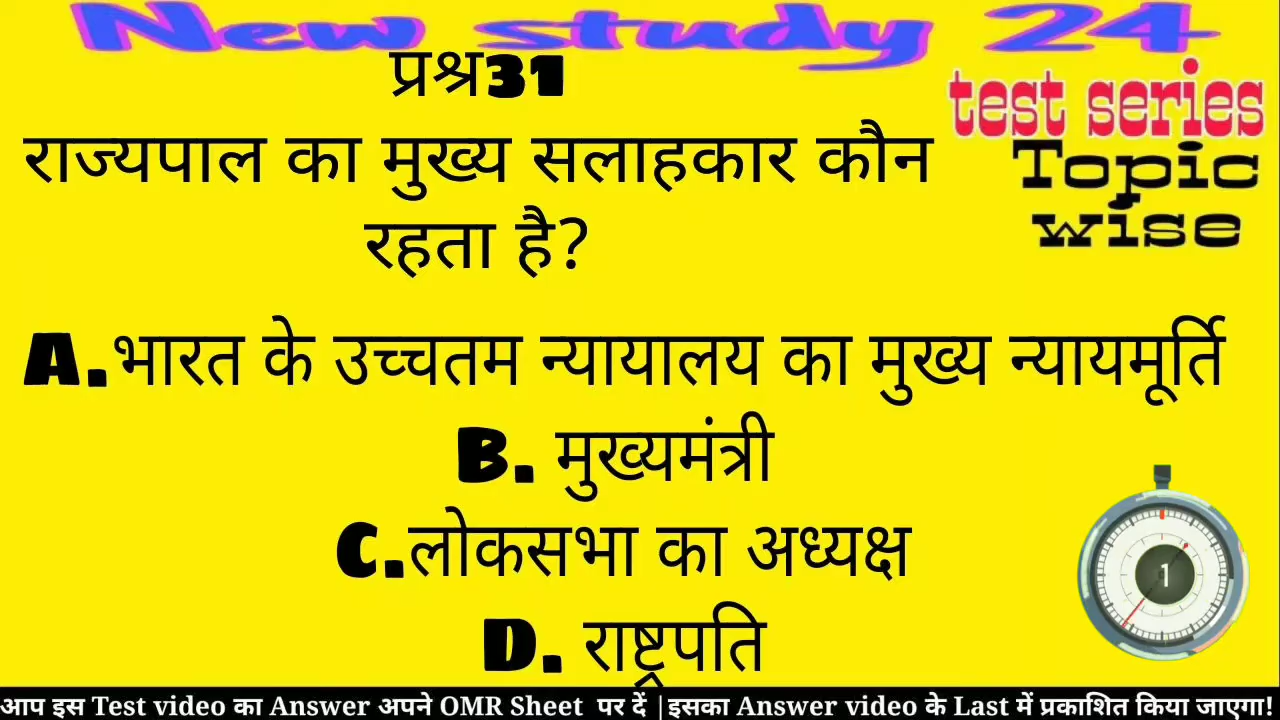 New study 24
test series
Topic
wise
प्रश्न31
राज्यपाल का मुख्य सलाहकार कौन
रहता है?
A.भारत के उच्चतम न्यायालय का मुख्य न्यायमूर्ति
B. मुख्यमंत्री
C.लोकसभा का अध्यक्ष
D. राष्ट्रपति
1
आप इस Test video का Answer अपने OMR Sheet पर दें |इसका Answer video के Last में प्रकाशित किया जाएगा!